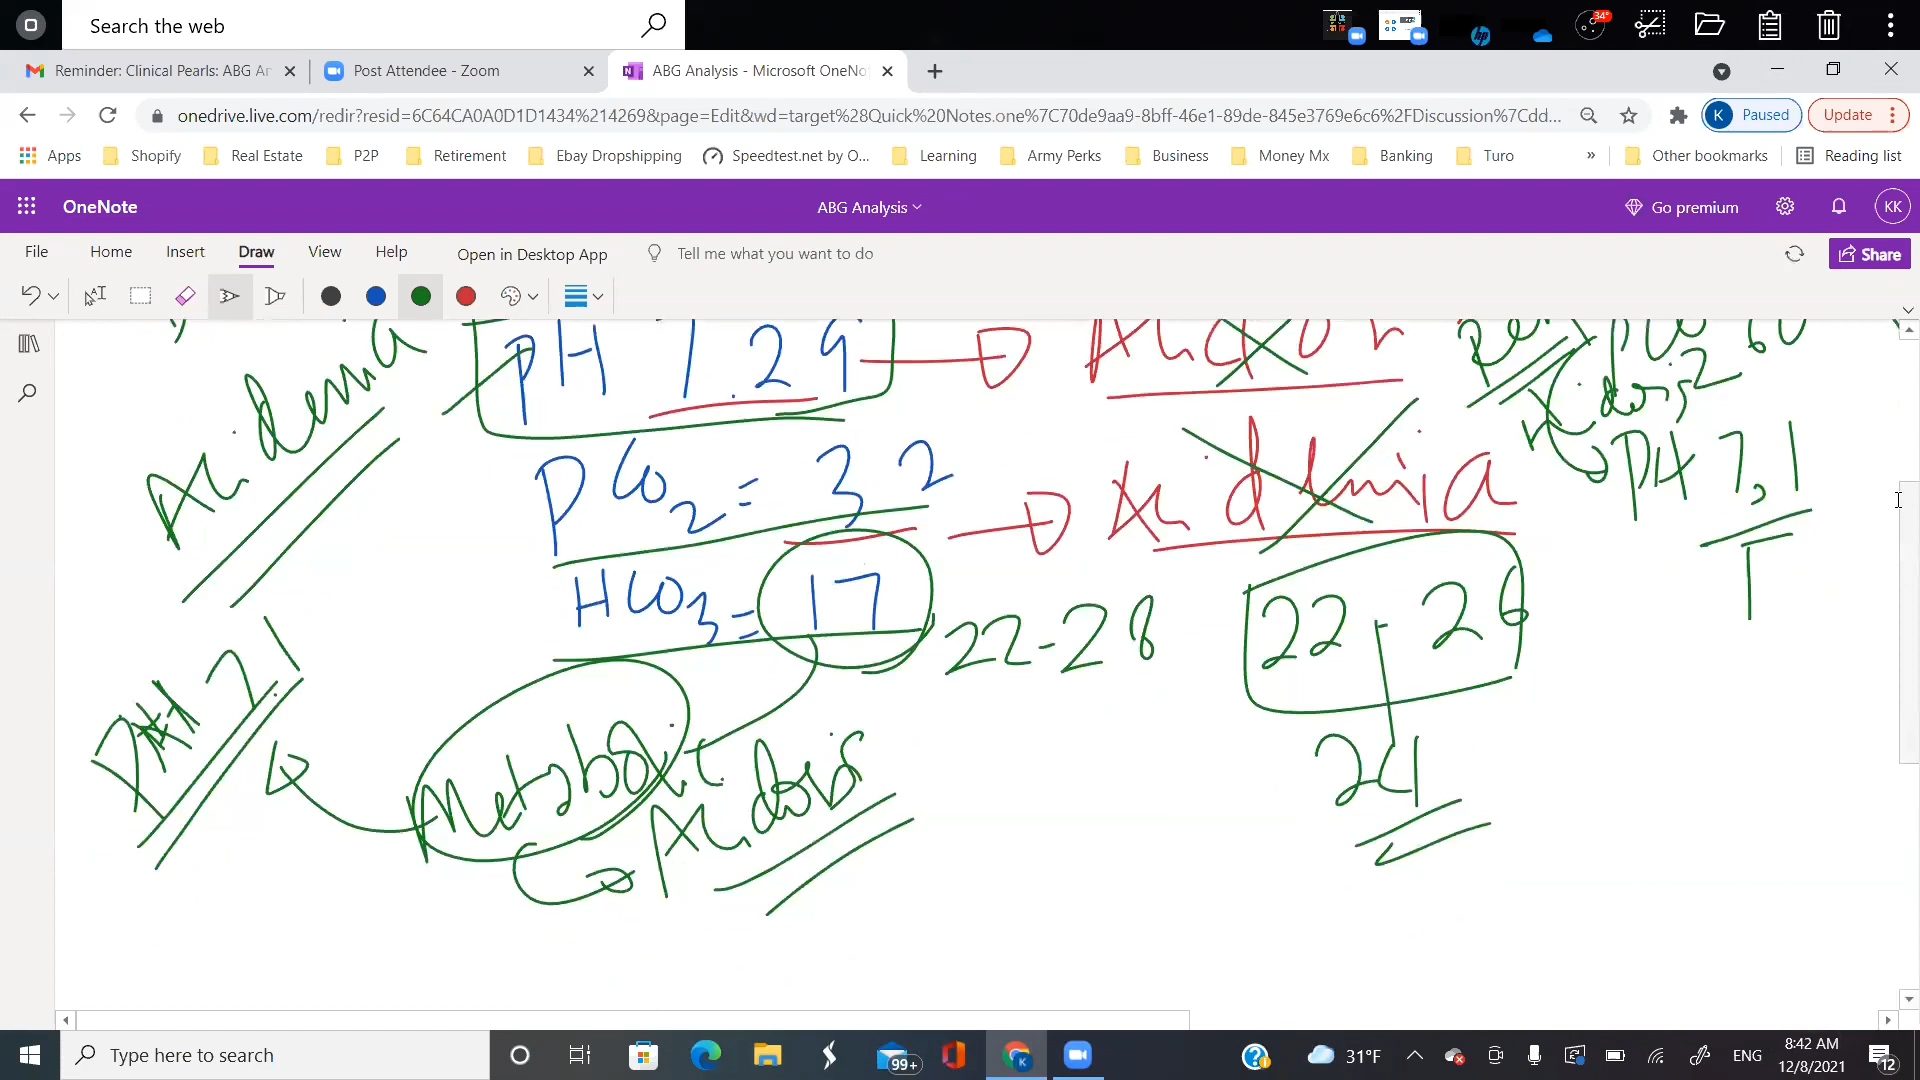 Search the web
34°
Reminder: Clinical Pearls: ABG Ar
Post Attendee - Zoom
ABG Analysis - Microsoft OneNo
onedrive.live.com/redir?resid=6C64CA0A0D1D1434%214269&page=Edit&wd=target%28Quick%20Notes.one%7C70de9aa9-8bff-46e1-89de-845e3769e6c6%2FDiscussion%7Cdd...
K Paused
Update
Apps
Shopify
Real Estate
P2P
Retirement
Ebay Dropshipping
Speedtest.net by O...
Learning
Army Perks
Business
Money Mx
Banking
Turo
»
Other bookmarks
Reading list
OneNote
ABG Analysis
Go premium
KK
File
Home
Insert
Draw
View
Help
Open in Desktop App
Tell me what you want to do
Share
Acidemia
pH 7.29
PCO2 = 32
Acidemia
PH 7.1
HCO3 = 17
22-28
22-26
24
PH 7.1
Metabolic
Acidosis
Type here to search
hp
99+
31°F
ENG
8:42 AM
12/8/2021
12